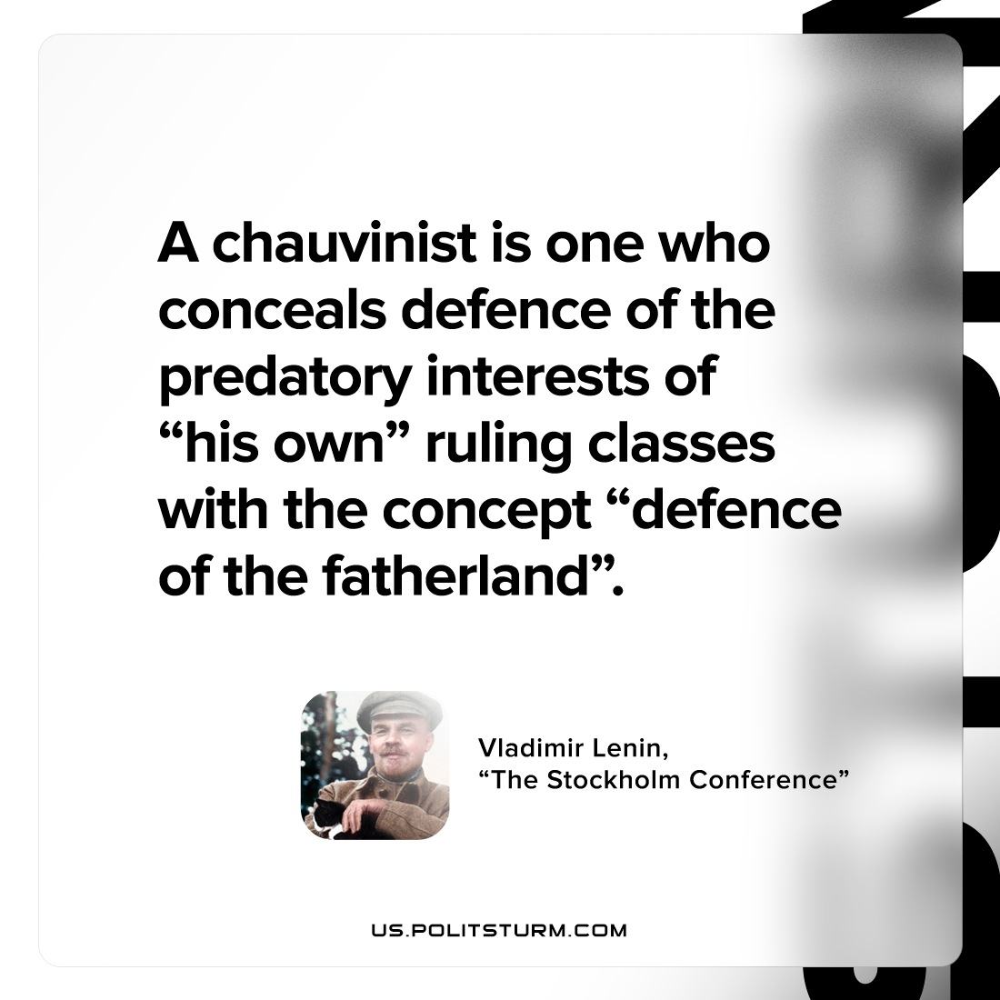 A chauvinist is one who
conceals defence of the
predatory interests of
“his own” ruling classes
with the concept “defence
of the fatherland”.
Vladimir Lenin,
“The Stockholm Conference”
US.POLITSTURM.COM